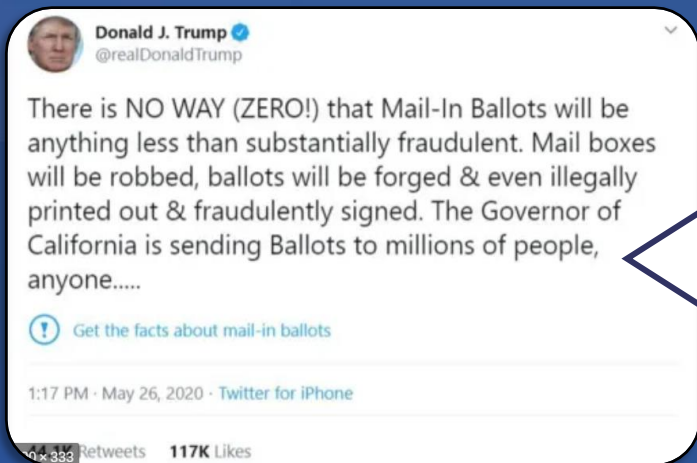 Donald J. Trump
@realDonaldTrump
There is NO WAY (ZERO!) that Mail-In Ballots will be
anything less than substantially fraudulent. Mail boxes
will be robbed, ballots will be forged & even illegally
printed out & fraudulently signed. The Governor of
California is sending Ballots to millions of people,
anyone.....
Get the facts about mail-in ballots
1:17 PM · May 26, 2020 · Twitter for iPhone
Retweets 117K Likes
× 333